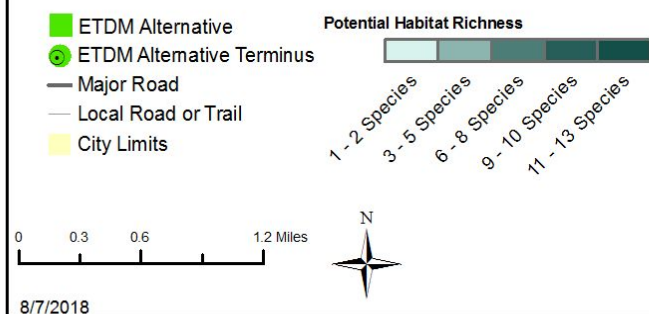 ETDM Alternative
ETDM Alternative Terminus
Major Road
Local Road or Trail
City Limits
Potential Habitat Richness
1 - 2 Species
3 - 5 Species
6 - 8 Species
9 - 10 Species
11 - 13 Species
0 0.3 0.6 1.2 Miles
N
8/7/2018